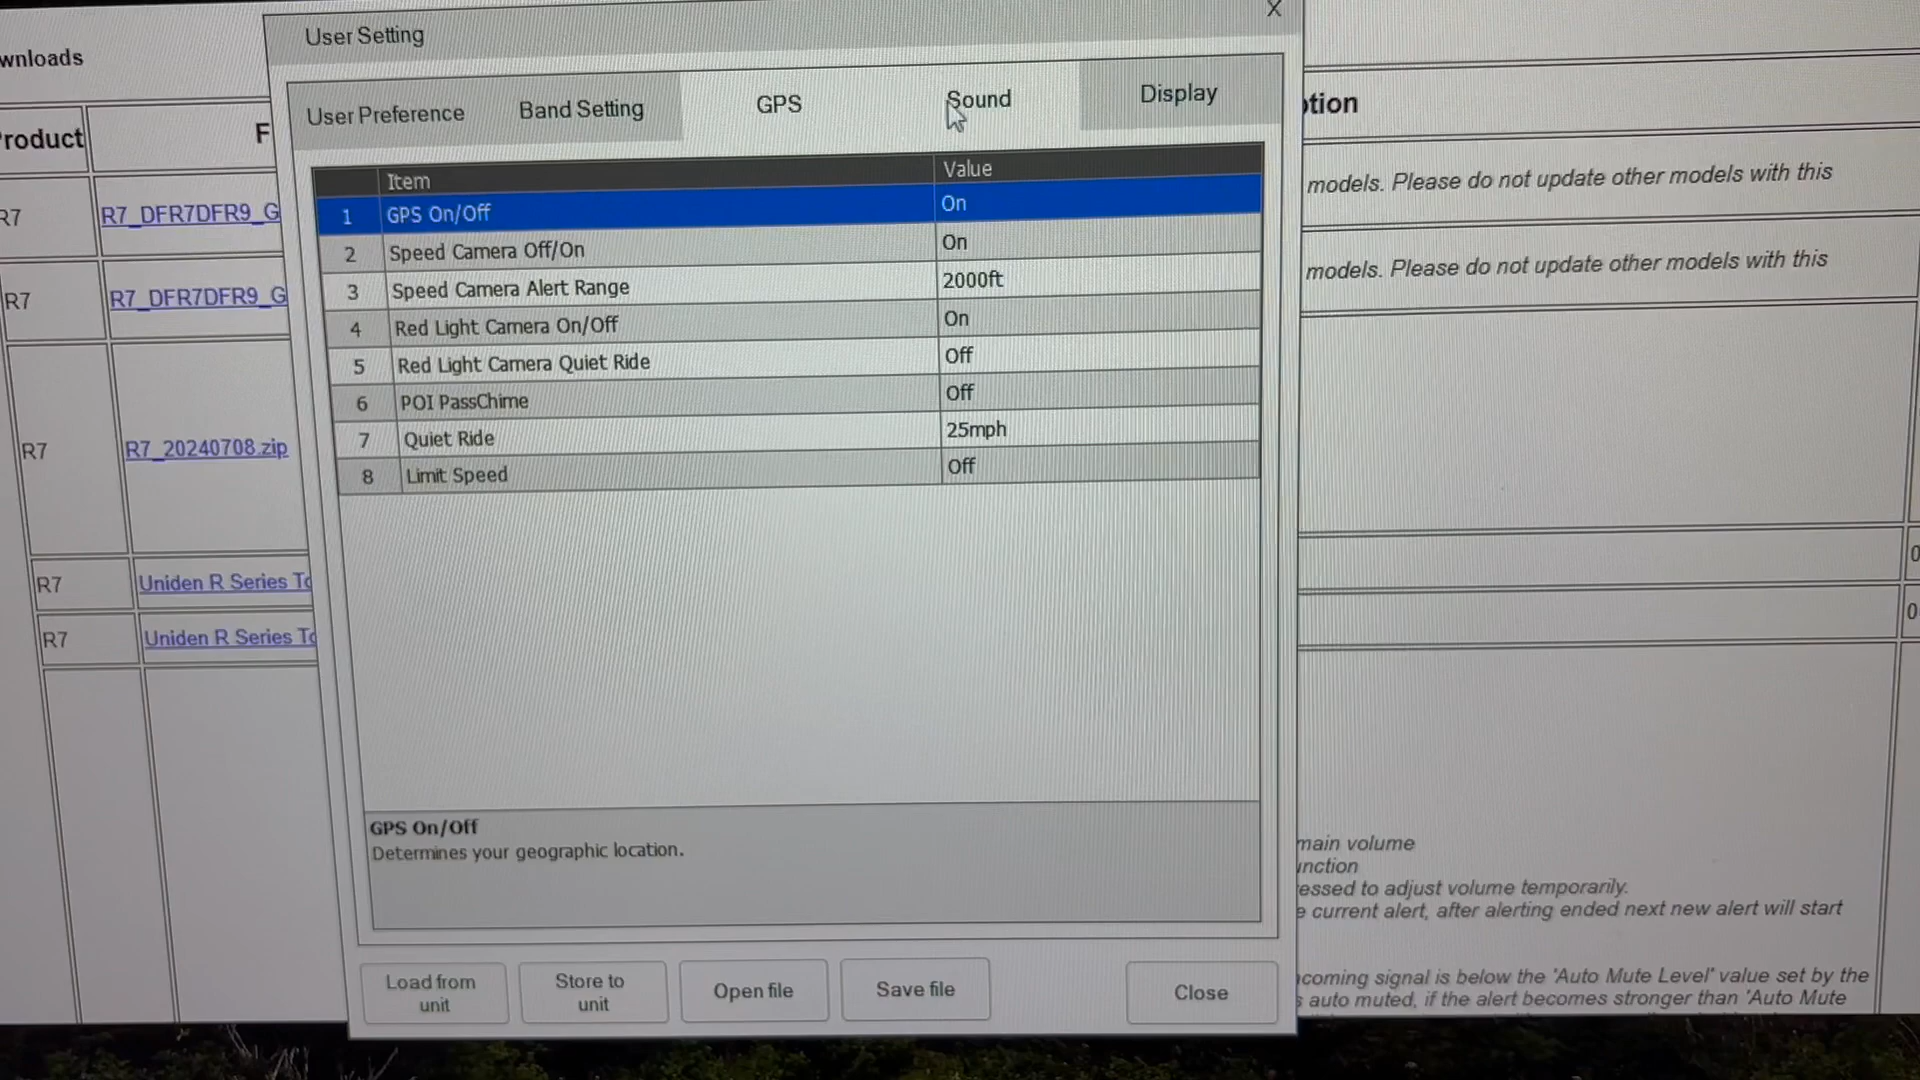 User Setting
X
User Preference
Band Setting
GPS
Sound
Display
Item Value
1 GPS On/Off On
2 Speed Camera Off/On On
3 Speed Camera Alert Range 2000ft
4 Red Light Camera On/Off On
5 Red Light Camera Quiet Ride Off
6 POI PassChime Off
7 Quiet Ride 25mph
8 Limit Speed Off
GPS On/Off
Determines your geographic location.
Load from
unit
Store to
unit
Open file
Save file
Close
wnloads
roduct
F
R7 R7_DFR7DFR9_G
R7 R7_DFR7DFR9_G
R7 R7_20240708.zip
R7 Uniden R Series To
R7 Uniden R Series To
ption
models. Please do not update other models with this
models. Please do not update other models with this
0
0
main volume
unction
essed to adjust volume temporarily.
e current alert, after alerting ended next new alert will start
coming signal is below the 'Auto Mute Level' value set by the
s auto muted, if the alert becomes stronger than 'Auto Mute